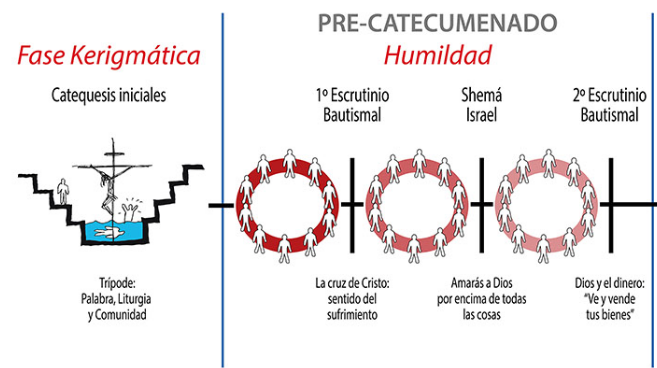 PRE-CATECUMENADO
Fase Kerigmática
Humildad
Catequesis iniciales
1º Escrutinio
Bautismal
Shemá
Israel
2º Escrutinio
Bautismal
Trípode:
Palabra, Liturgia
y Comunidad
La cruz de Cristo:
sentido del
sufrimiento
Amarás a Dios
por encima de todas
las cosas
Dios y el dinero:
“Ve y vende
tus bienes”